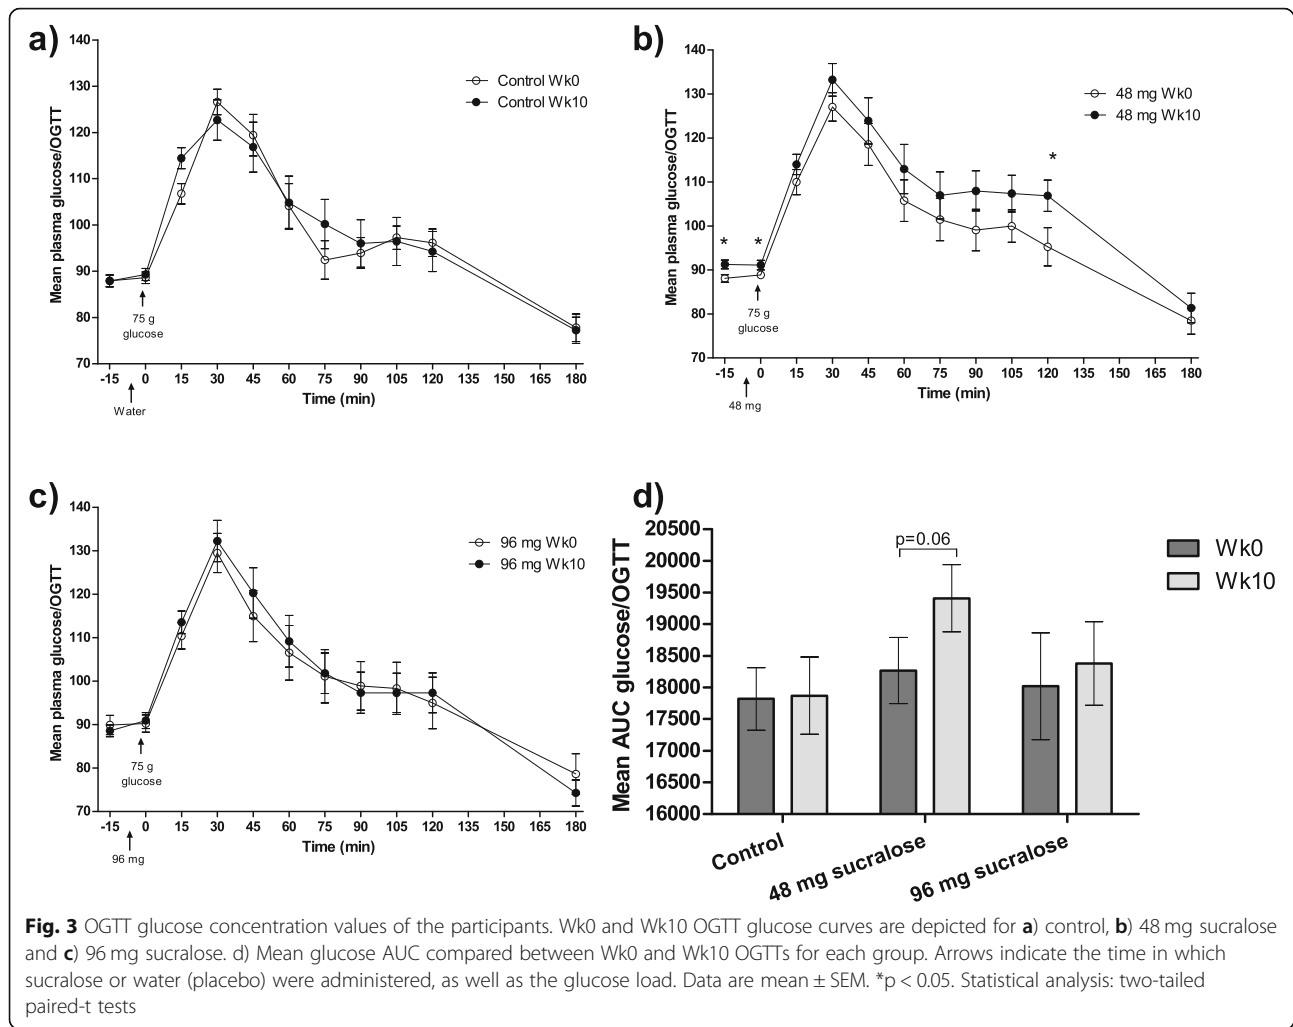 a)
140
130
120
110
100
90
80
70
Mean plasma glucose/OGTT
Control Wk0
Control Wk10
75 g
glucose
-15 0 15 30 45 60 75 90 105 120 135 150 165 180
Time (min)
Water
b)
140
130
120
110
100
90
80
70
Mean plasma glucose/OGTT
48 mg Wk0
48 mg Wk10
* * *
75 g
glucose
-15 0 15 30 45 60 75 90 105 120 135 150 165 180
Time (min)
48 mg
c)
140
130
120
110
100
90
80
70
Mean plasma glucose/OGTT
96 mg Wk0
96 mg Wk10
75 g
glucose
-15 0 15 30 45 60 75 90 105 120 135 150 165 180
Time (min)
96 mg
d)
20500
20000
19500
19000
18500
18000
17500
17000
16500
16000
Mean AUC glucose/OGTT
p=0.06
Wk0
Wk10
Control
48 mg sucralose
96 mg sucralose
Fig. 3 OGTT glucose concentration values of the participants. Wk0 and Wk10 OGTT glucose curves are depicted for a) control, b) 48 mg sucralose
and c) 96 mg sucralose. d) Mean glucose AUC compared between Wk0 and Wk10 OGTTs for each group. Arrows indicate the time in which
sucralose or water (placebo) were administered, as well as the glucose load. Data are mean ± SEM. *p < 0.05. Statistical analysis: two-tailed
paired-t tests